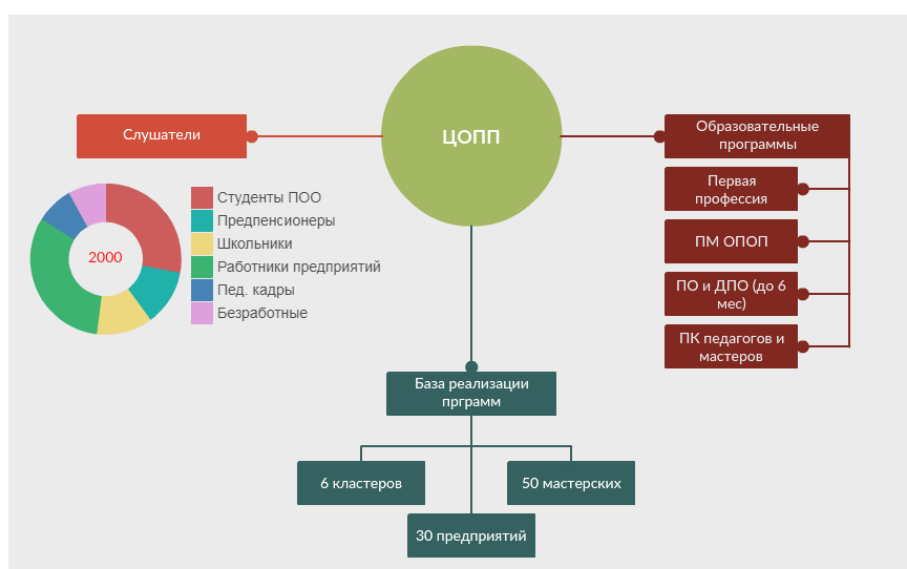 ЦОПП
Слушатели
2000
Студенты ПОО
Предпенсионеры
Школьники
Работники предприятий
Пед. кадры
Безработные
Образовательные
программы
Первая
профессия
ПМ ОПОП
ПО и ДПО (до 6
мес)
ПК педагогов и
мастеров
База реализации
прграмм
6 кластеров
50 мастерских
30 предприятий